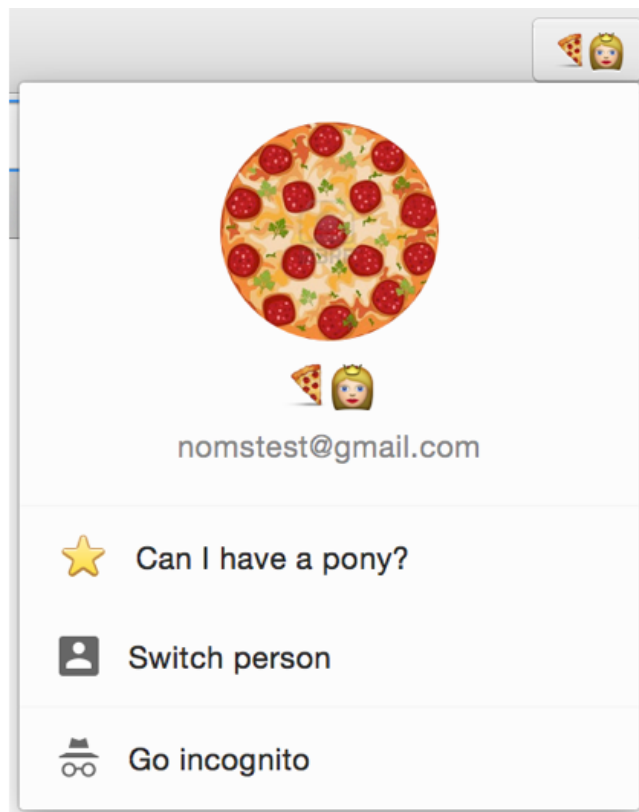 🍕👸
🍕👸
nomstest@gmail.com
Can I have a pony?
Switch person
Go incognito